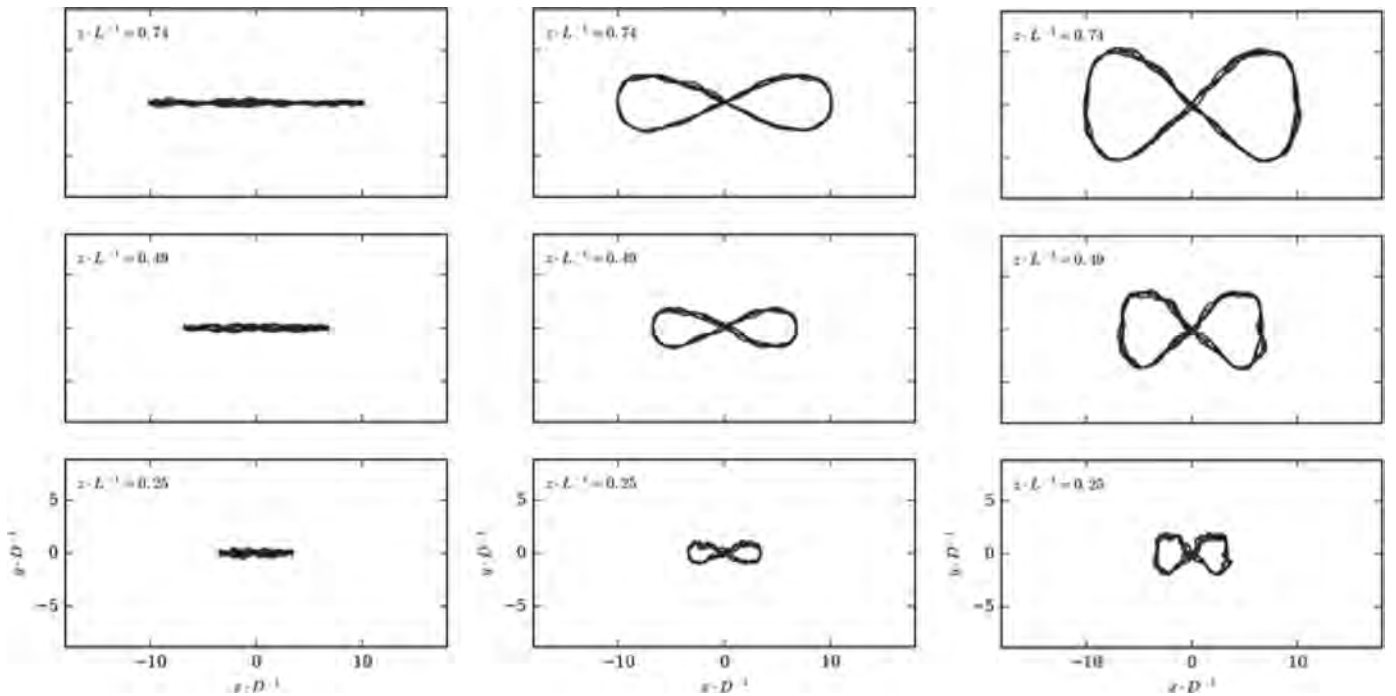 z · L⁻¹ = 0.74
z · L⁻¹ = 0.74
z · L⁻¹ = 0.74
z · L⁻¹ = 0.49
z · L⁻¹ = 0.49
z · L⁻¹ = 0.49
z · L⁻¹ = 0.25
z · L⁻¹ = 0.25
z · L⁻¹ = 0.25
5
5
5
0
0
0
−5
−5
−5
y · D⁻¹
y · D⁻¹
y · D⁻¹
−10 0 10
−10 0 10
−10 0 10
x · D⁻¹
x · D⁻¹
x · D⁻¹